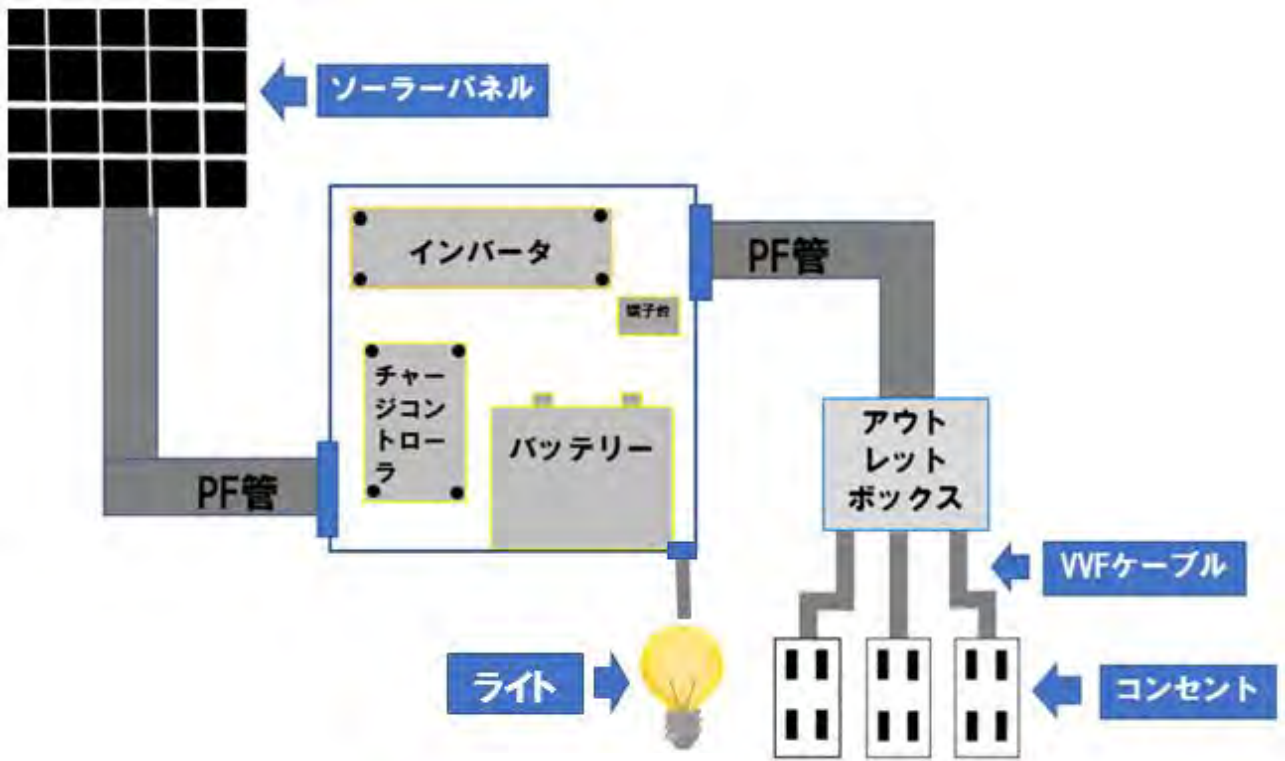 ソーラーパネル
インバータ
PF管
端子台
チャー
ジコン
トロー
ラ
バッテリー
アウト
レット
ボックス
PF管
VVFケーブル
ライト
コンセント